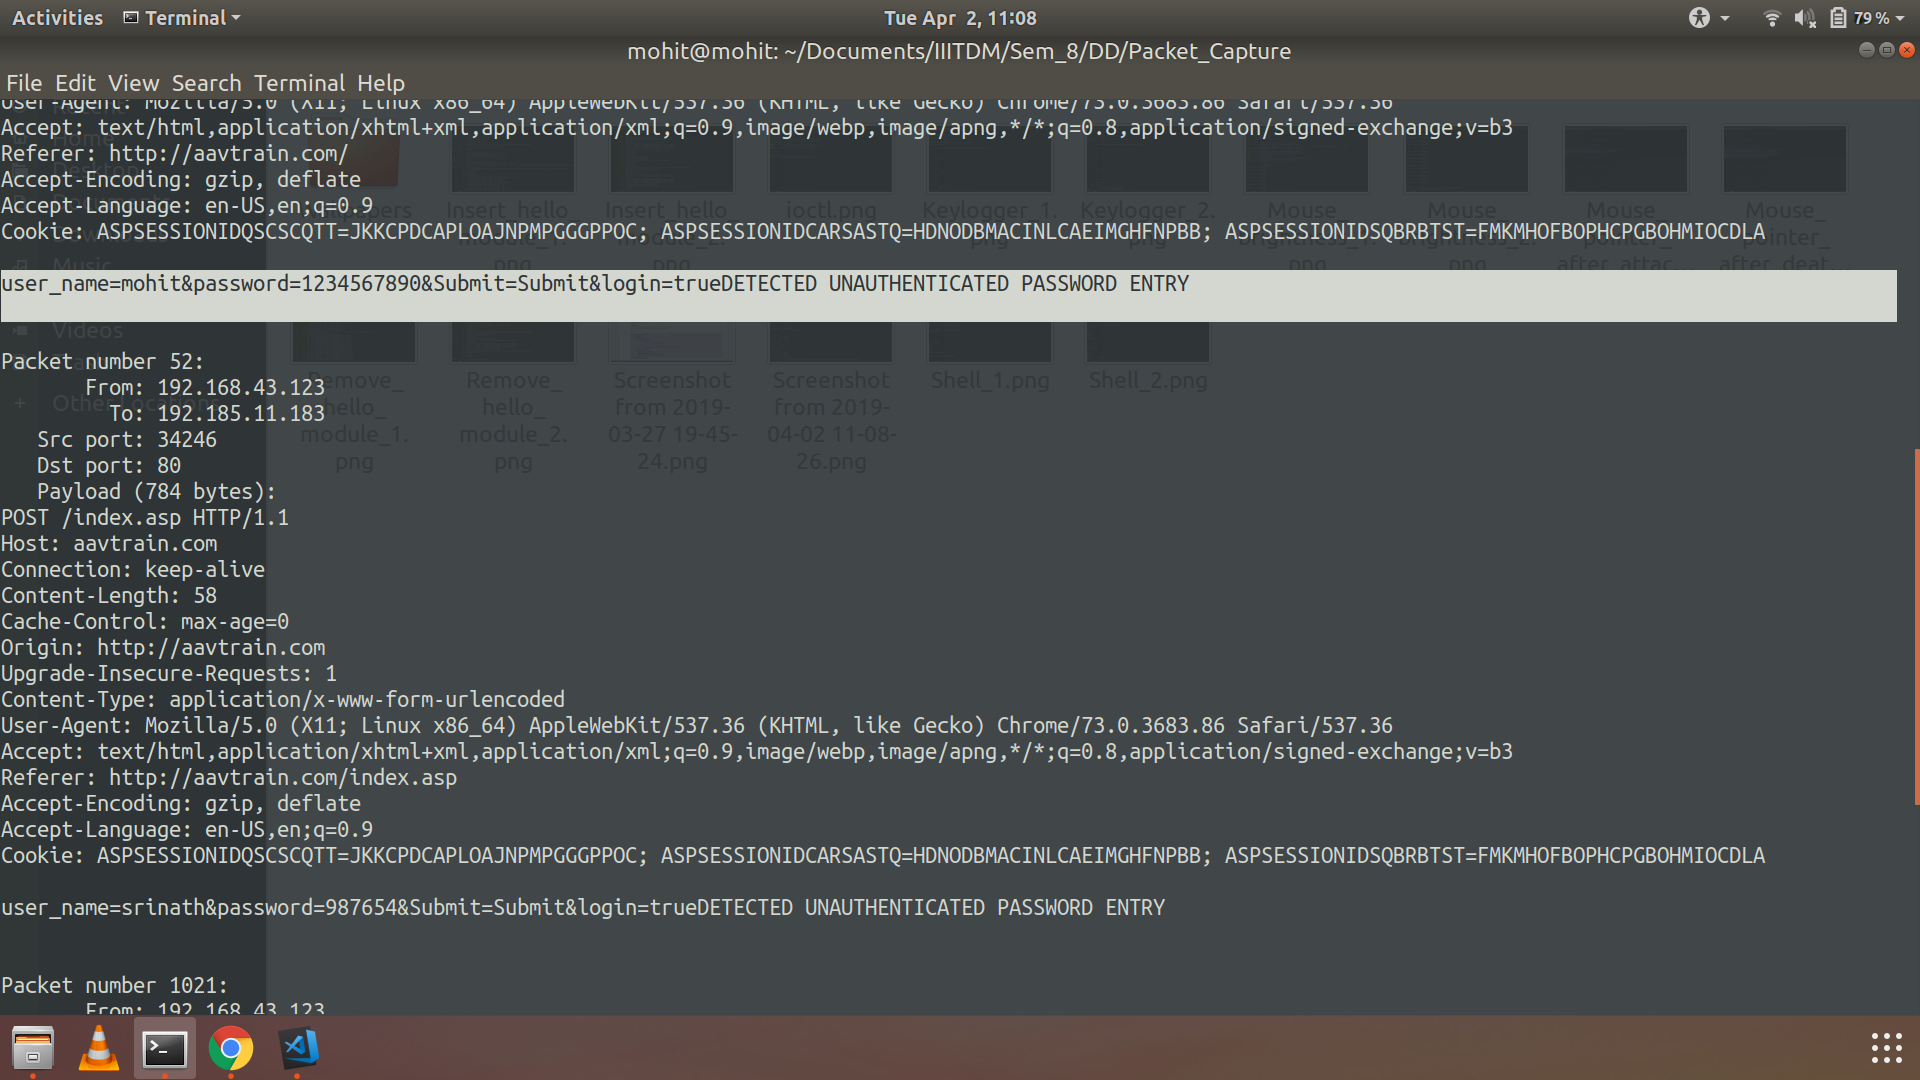 Activities Terminal Tue Apr 2, 11:08 79 %
mohit@mohit: ~/Documents/IIITDM/Sem_8/DD/Packet_Capture
File Edit View Search Terminal Help
User-Agent: Mozilla/5.0 (X11; Linux x86_64) AppleWebKit/537.36 (KHTML, like Gecko) Chrome/73.0.3683.86 Safari/537.36
Accept: text/html,application/xhtml+xml,application/xml;q=0.9,image/webp,image/apng,*/*;q=0.8,application/signed-exchange;v=b3
Referer: http://aavtrain.com/
Accept-Encoding: gzip, deflate
Accept-Language: en-US,en;q=0.9
Cookie: ASPSESSIONIDQSCSCQTT=JKKCPDCAPLOAJNPMPGGGPPOC; ASPSESSIONIDCARSASTQ=HDNODBMACINLCAEIMGHFNPBB; ASPSESSIONIDSQBRBTST=FMKMHOFBOPHCPGBOHMIOCDLA
user_name=mohit&password=1234567890&Submit=Submit&login=trueDETECTED UNAUTHENTICATED PASSWORD ENTRY
Packet number 52:
From: 192.168.43.123
To: 192.185.11.183
Src port: 34246
Dst port: 80
Payload (784 bytes):
POST /index.asp HTTP/1.1
Host: aavtrain.com
Connection: keep-alive
Content-Length: 58
Cache-Control: max-age=0
Origin: http://aavtrain.com
Upgrade-Insecure-Requests: 1
Content-Type: application/x-www-form-urlencoded
User-Agent: Mozilla/5.0 (X11; Linux x86_64) AppleWebKit/537.36 (KHTML, like Gecko) Chrome/73.0.3683.86 Safari/537.36
Accept: text/html,application/xhtml+xml,application/xml;q=0.9,image/webp,image/apng,*/*;q=0.8,application/signed-exchange;v=b3
Referer: http://aavtrain.com/index.asp
Accept-Encoding: gzip, deflate
Accept-Language: en-US,en;q=0.9
Cookie: ASPSESSIONIDQSCSCQTT=JKKCPDCAPLOAJNPMPGGGPPOC; ASPSESSIONIDCARSASTQ=HDNODBMACINLCAEIMGHFNPBB; ASPSESSIONIDSQBRBTST=FMKMHOFBOPHCPGBOHMIOCDLA
user_name=srinath&password=987654&Submit=Submit&login=trueDETECTED UNAUTHENTICATED PASSWORD ENTRY
Packet number 1021:
From: 192.168.43.123